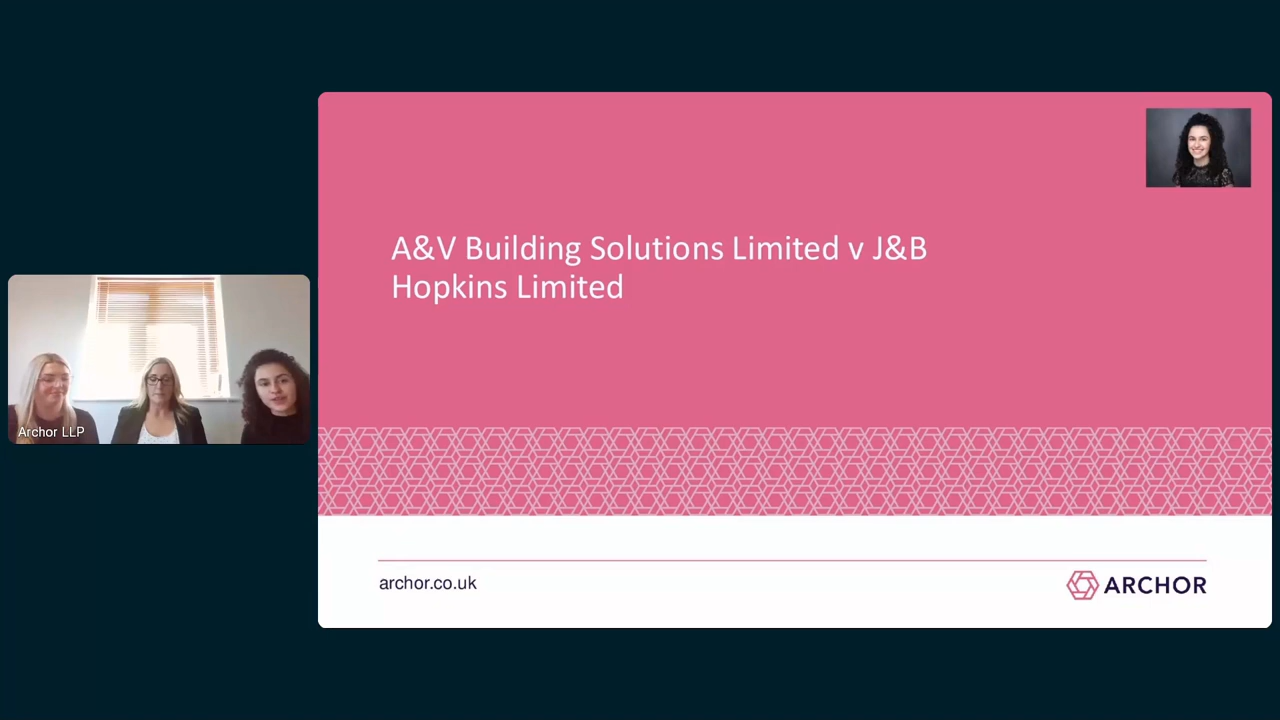 A&V Building Solutions Limited v J&B
Hopkins Limited
Archor LLP
archor.co.uk
ARCHOR